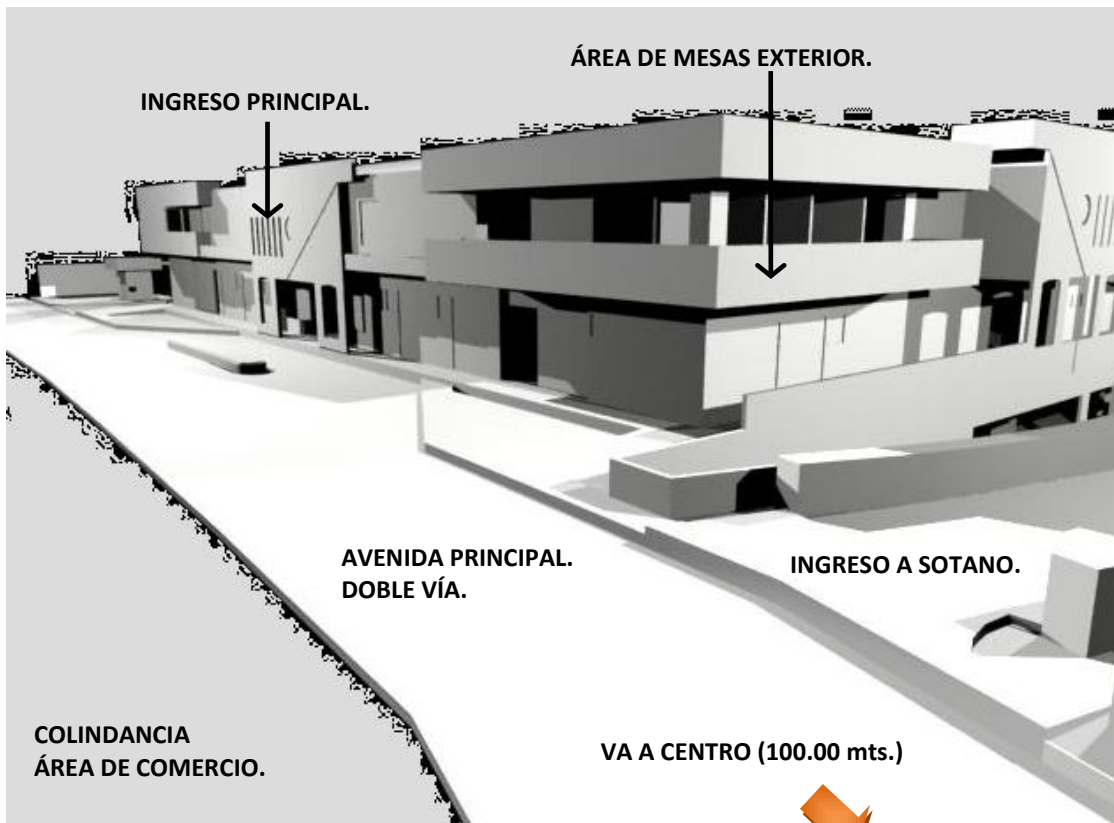 ÁREA DE MESAS EXTERIOR.
INGRESO PRINCIPAL.
AVENIDA PRINCIPAL.
DOBLE VÍA.
INGRESO A SOTANO.
COLINDANCIA
ÁREA DE COMERCIO.
VA A CENTRO (100.00 mts.)